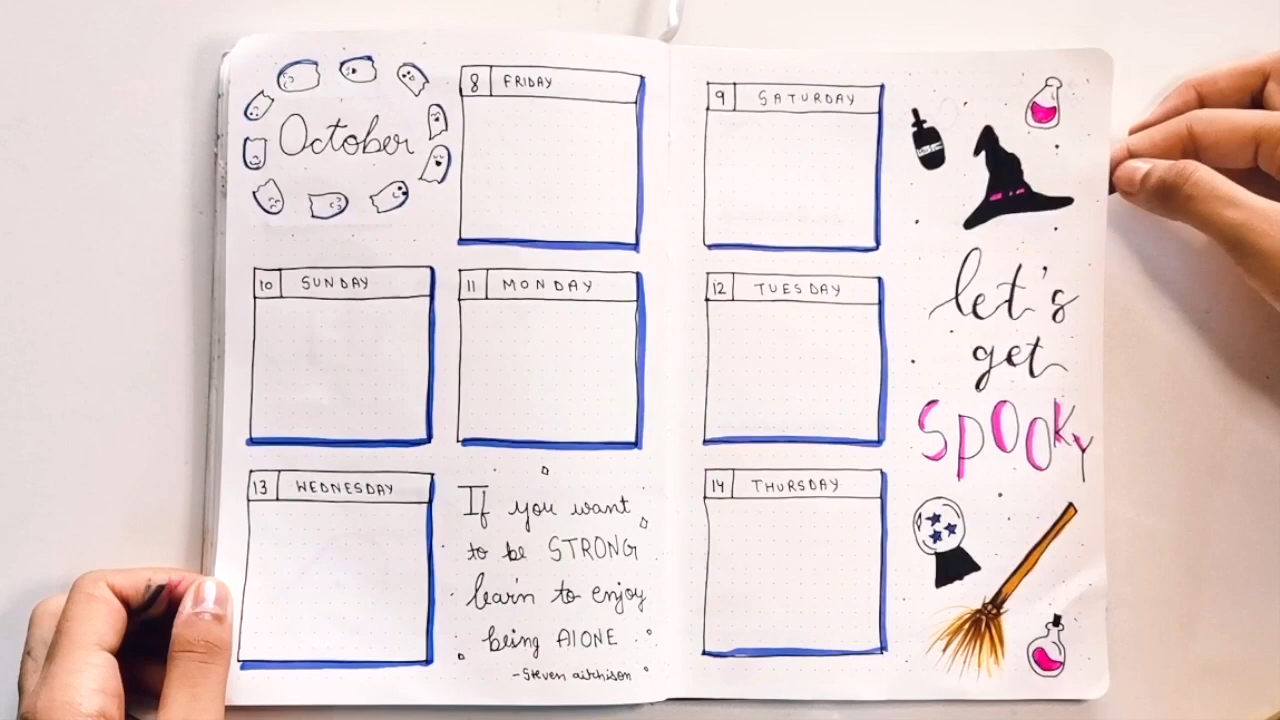 October
8 FRIDAY
10 SUNDAY
11 MONDAY
13 WEDNESDAY
If you want
to be STRONG
learn to enjoy
being AlONE
-Steven aitchison
9 SATURDAY
12 TUESDAY
14 THURSDAY
let's
get
SPOOKY